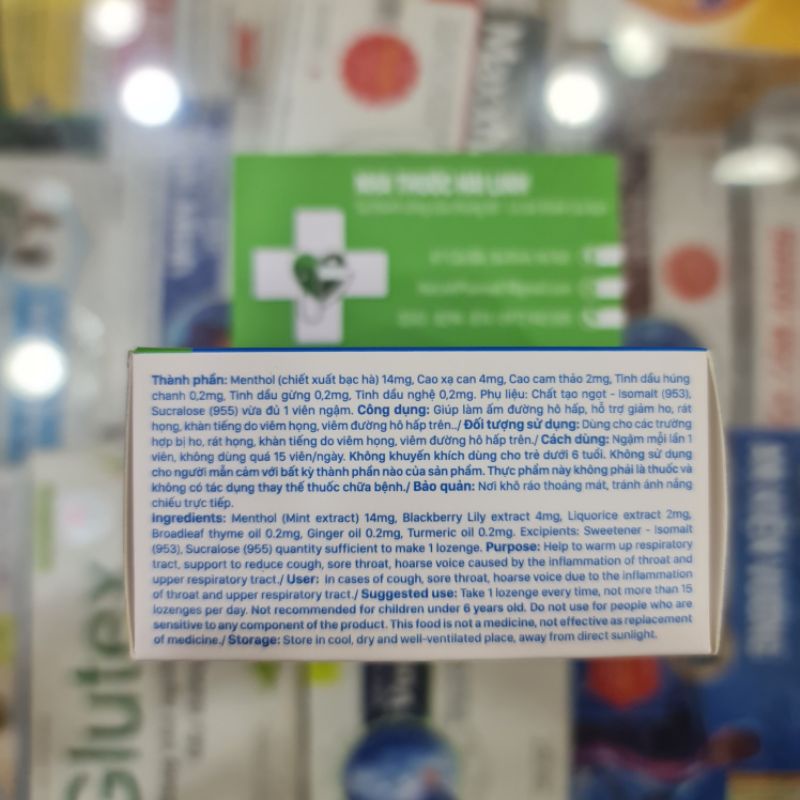 NHÀ THUỐC
Thành phần: Menthol (chiết xuất bạc hà) 14mg, Cao xạ can 4mg, Cao cam thảo 2mg, Tinh dầu húng
chanh 0,2mg, Tinh dầu gừng 0,2mg, Tinh dầu nghệ 0,2mg. Phụ liệu: Chất tạo ngọt - Isomalt (953),
Sucralose (955) vừa đủ 1 viên ngậm. Công dụng: Giúp làm ấm đường hô hấp, hỗ trợ giảm ho, rát
họng, khàn tiếng do viêm họng, viêm đường hô hấp trên../ Đối tượng sử dụng: Dùng cho các trường
hợp bị ho, rát họng, khàn tiếng do viêm họng, viêm đường hô hấp trên./ Cách dùng: Ngậm mỗi lần 1
viên, không dùng quá 15 viên/ngày. Không khuyến khích dùng cho trẻ dưới 6 tuổi. Không sử dụng
cho người mẫn cảm với bất kỳ thành phần nào của sản phẩm. Thực phẩm này không phải là thuốc và
không có tác dụng thay thế thuốc chữa bệnh./ Bảo quản: Nơi khô ráo thoáng mát, tránh ánh nắng
chiếu trực tiếp.
Ingredients: Menthol (Mint extract) 14mg, Blackberry Lily extract 4mg, Liquorice extract 2mg,
Broadleaf thyme oil 0.2mg, Ginger oil 0.2mg, Turmeric oil 0.2mg. Excipients: Sweetener - Isomalt
(953), Sucralose (955) quantity sufficient to make 1 lozenge. Purpose: Help to warm up respiratory
tract, support to reduce cough, sore throat, hoarse voice caused by the inflammation of throat and
upper respiratory tract./ User: In cases of cough, sore throat, hoarse voice due to the inflammation
of throat and upper respiratory tract./ Suggested use: Take 1 lozenge every time, not more than 15
lozenges per day. Not recommended for children under 6 years old. Do not use for people who are
sensitive to any component of the product. This food is not a medicine, not effective as replacement
of medicine./ Storage: Store in cool, dry and well-ventilated place, away from direct sunlight.
Glutex